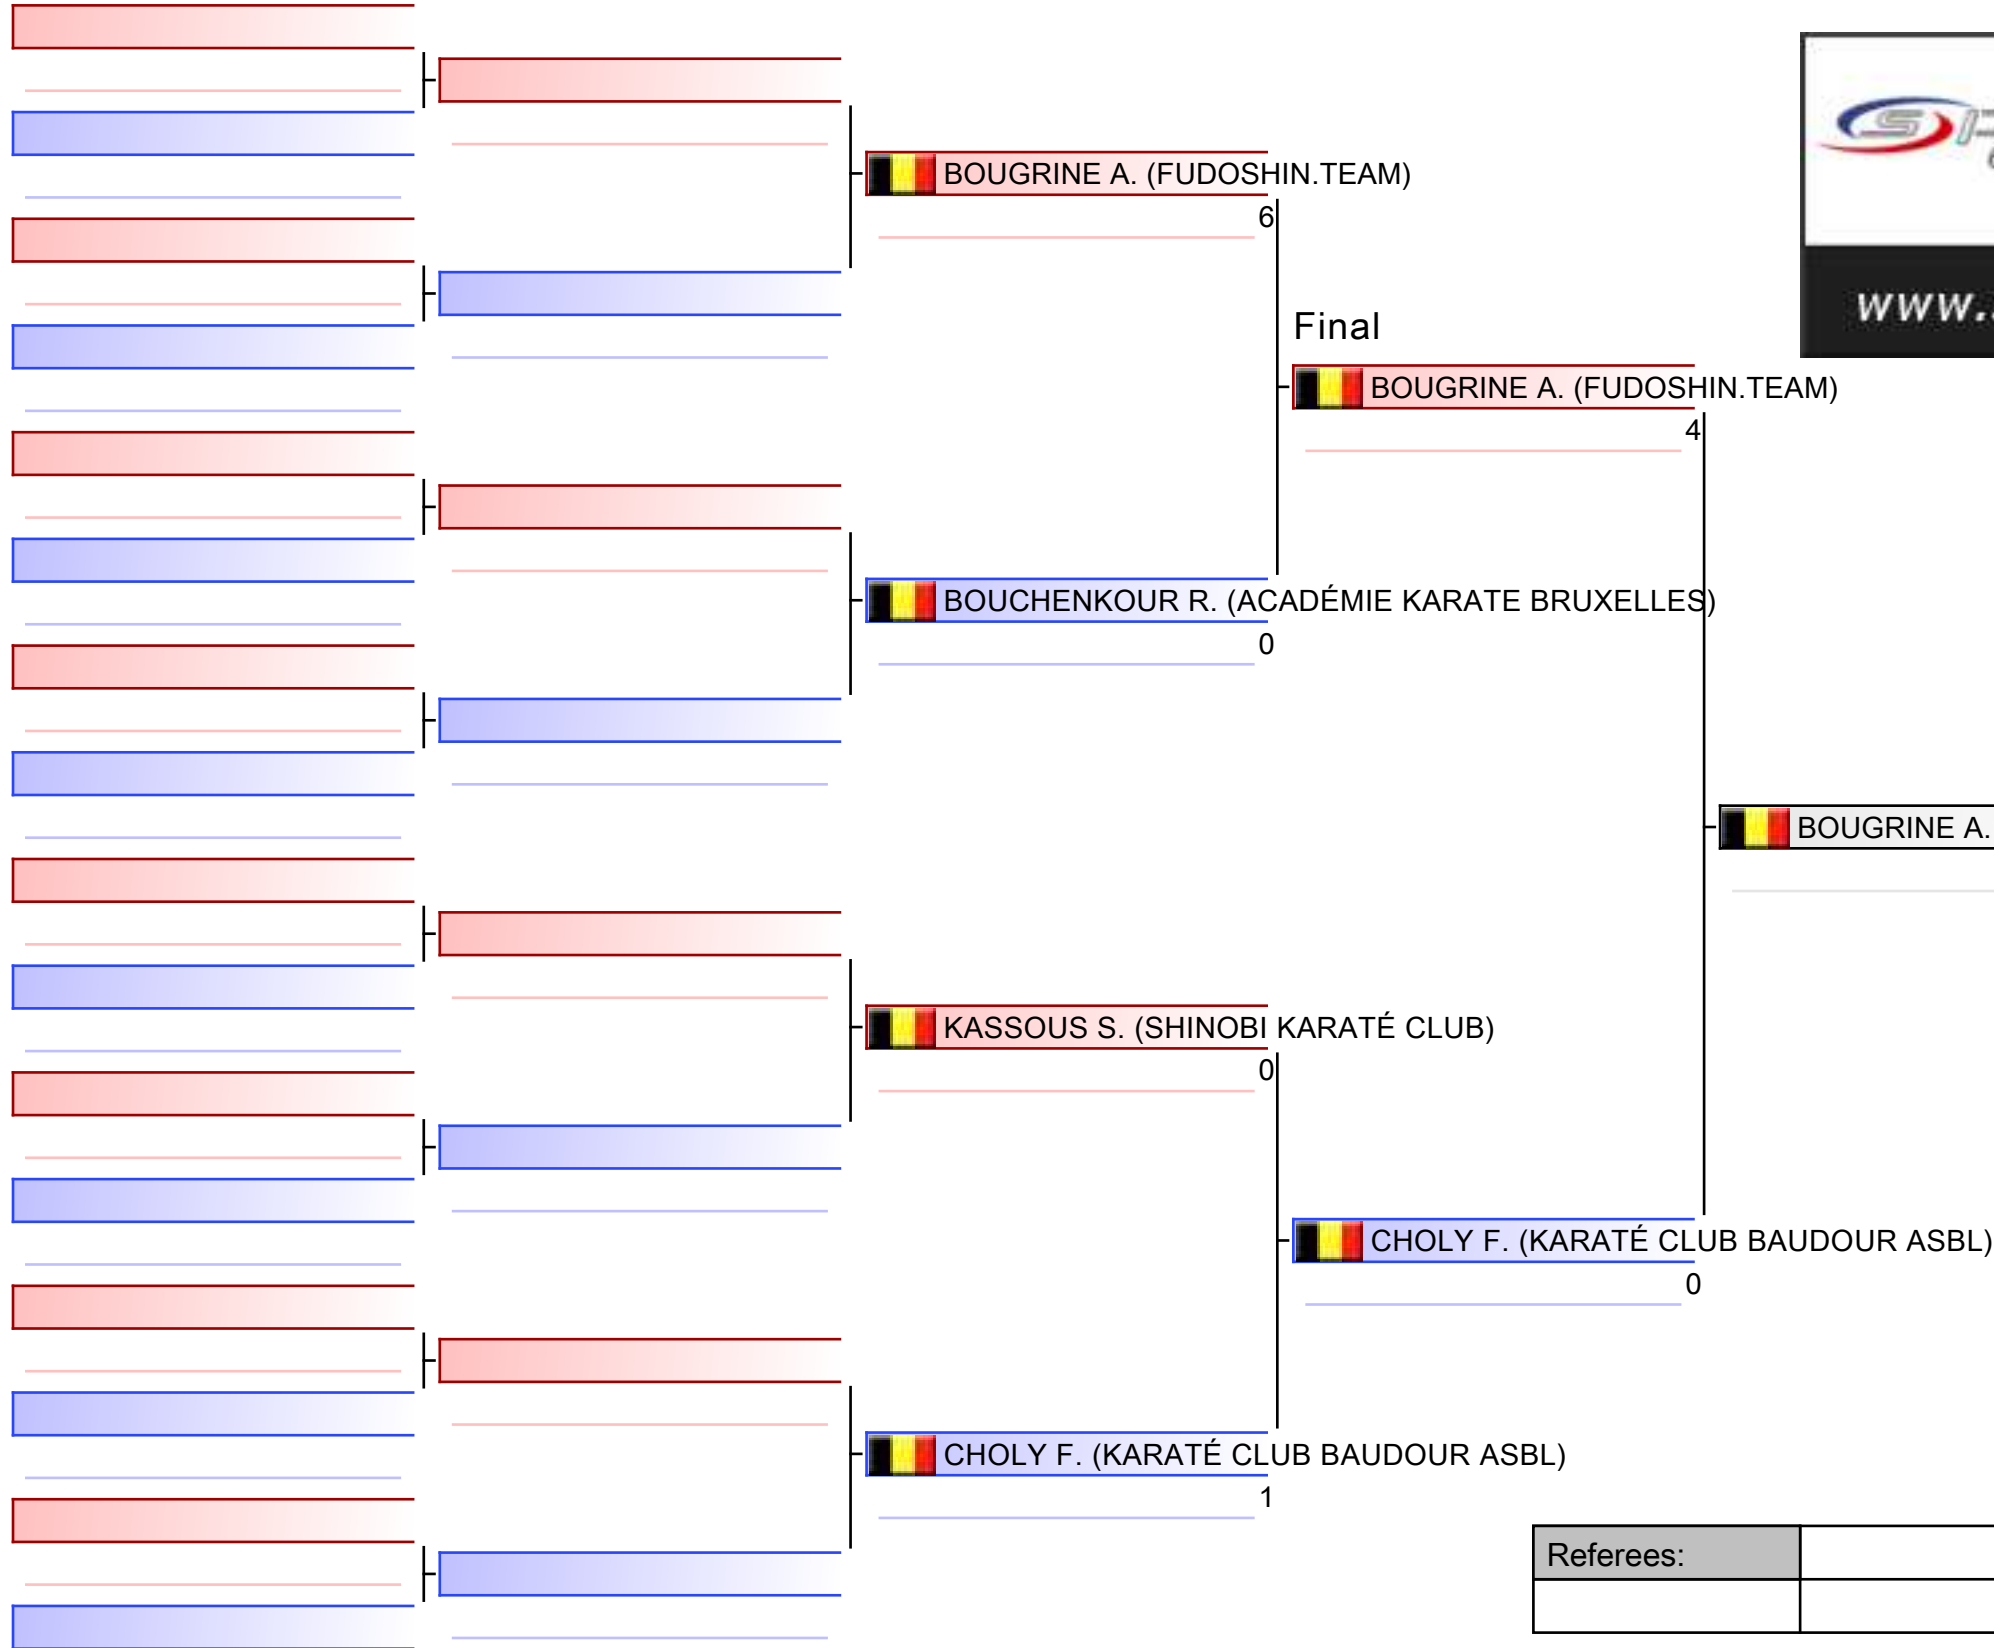 BOUGRINE A. (FUDOSHIN.TEAM)
6
Final
BOUGRINE A. (FUDOSHIN.TEAM)
4
BOUCHENKOUR R. (ACADÉMIE KARATE BRUXELLES)
0
BOUGRINE A.
KASSOUS S. (SHINOBI KARATÉ CLUB)
0
CHOLY F. (KARATÉ CLUB BAUDOUR ASBL)
0
CHOLY F. (KARATÉ CLUB BAUDOUR ASBL)
1
Referees:
www.